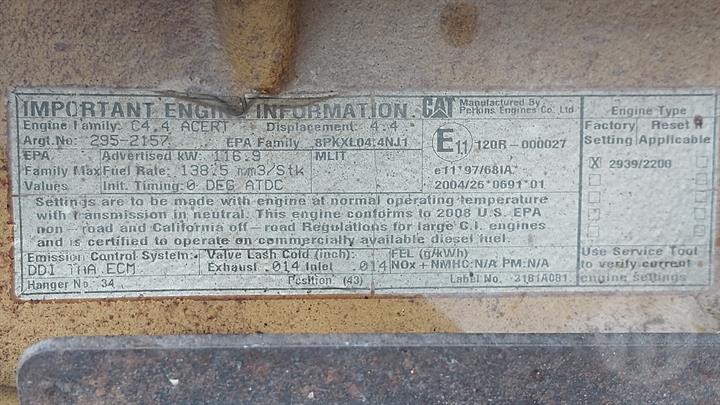 IMPORTANT ENGINE INFORMATION. CAT Manufactured By Perkins Engines Co. Ltd
Engine Family: C4.4 ACERT Displacement: 4.4
Argt.No: 295-2157 EPA Family 8PKXL04.4NJ1
EPA Advertised kW: 116.9 MLIT
Family Max Fuel Rate: 138.5 mm3/Stk
Values Init. Timing: 0 DEG ATDC
E11 120R-000027
e11*97/68IA*
2004/26*0691*01
Settings are to be made with engine at normal operating temperature
with transmission in neutral. This engine conforms to 2008 U.S. EPA
non-road and California off-road Regulations for large C.I. engines
and is certified to operate on commercially available diesel fuel.
Emission Control System: Valve Lash Cold (inch): FEL (g/kWh)
DDI THA ECM Exhaust .014 Inlet .014 NOx + NMHC:N/A PM:N/A
Hanger No 34 Position (43) Label No. 3181A081
Engine Type
Factory Reset if
Setting Applicable
X 2939/2200
Use Service Tool
to verify current
engine settings